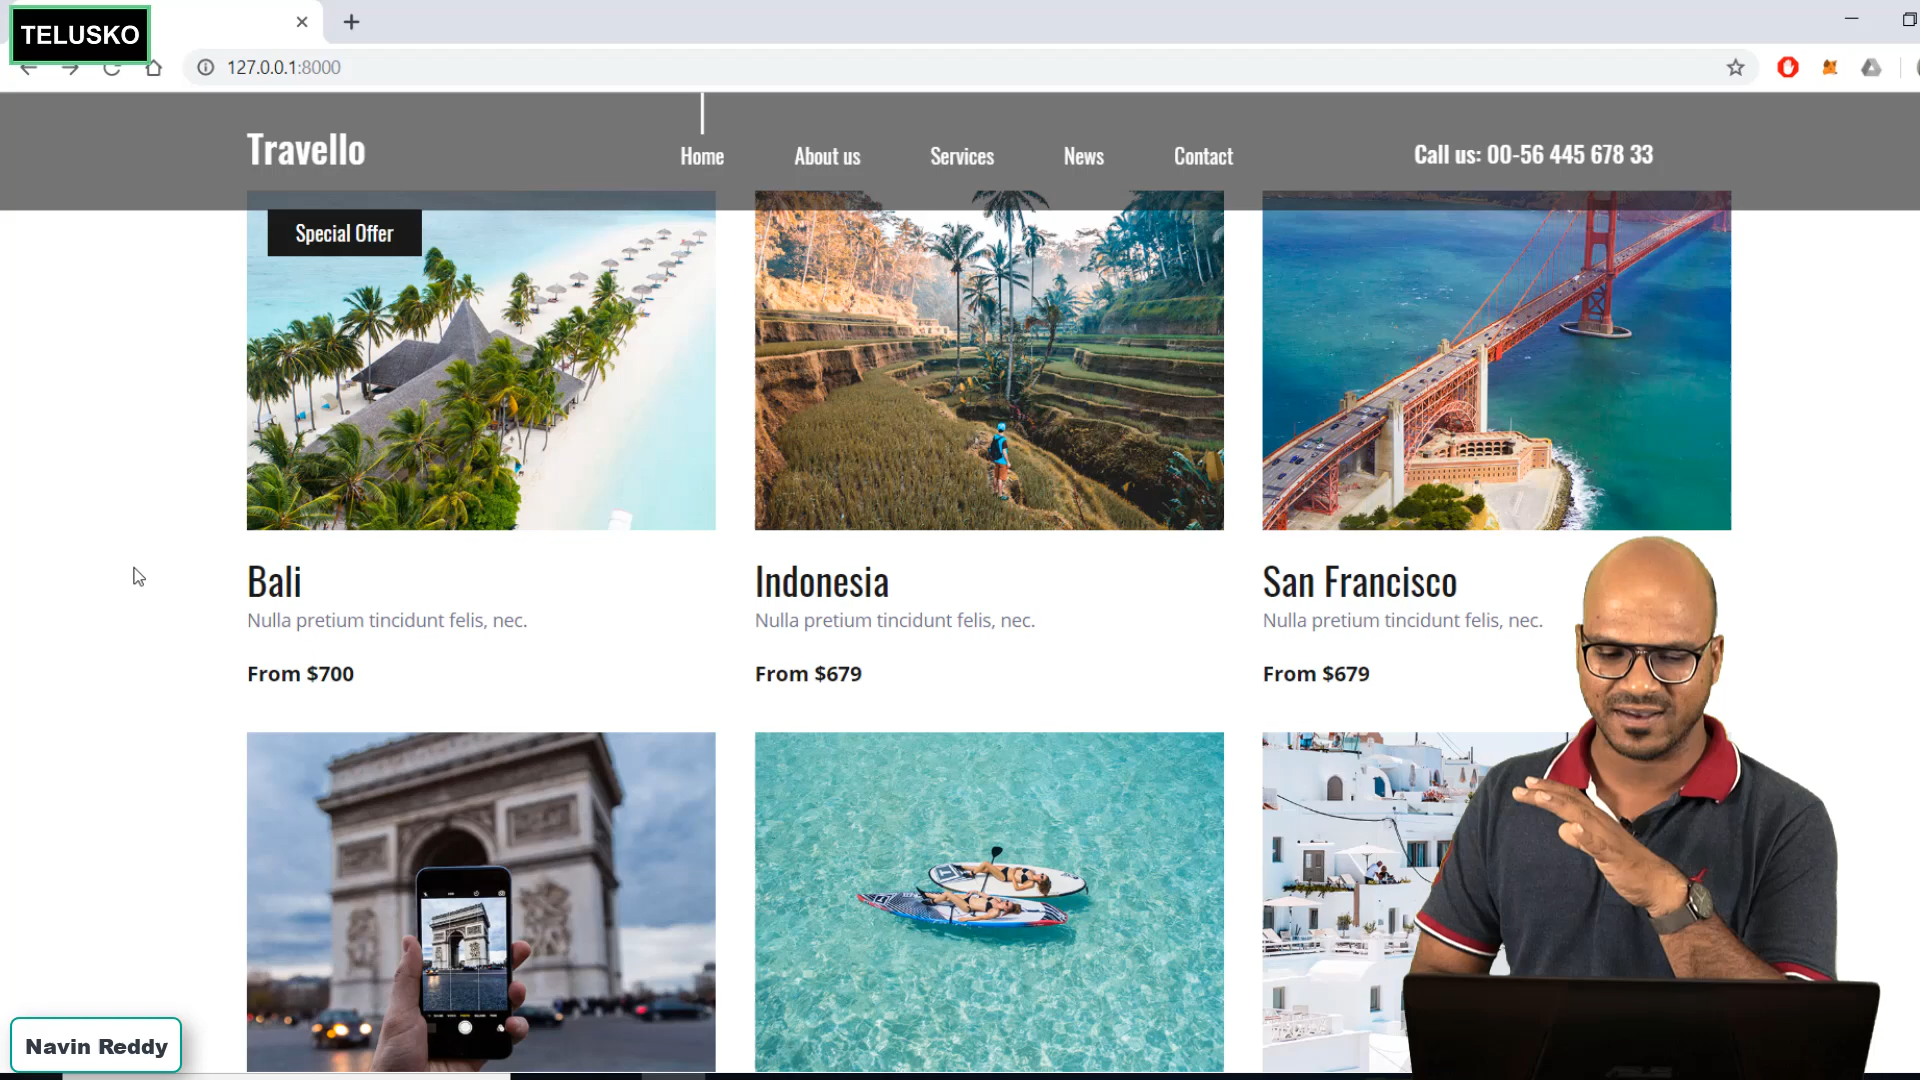 TELUSKO
127.0.0.1:8000
Travello
Home
About us
Services
News
Contact
Call us: 00-56 445 678 33
Special Offer
Bali
Nulla pretium tincidunt felis, nec.
From $700
Indonesia
Nulla pretium tincidunt felis, nec.
From $679
San Francisco
Nulla pretium tincidunt felis, nec.
From $679
Navin Reddy